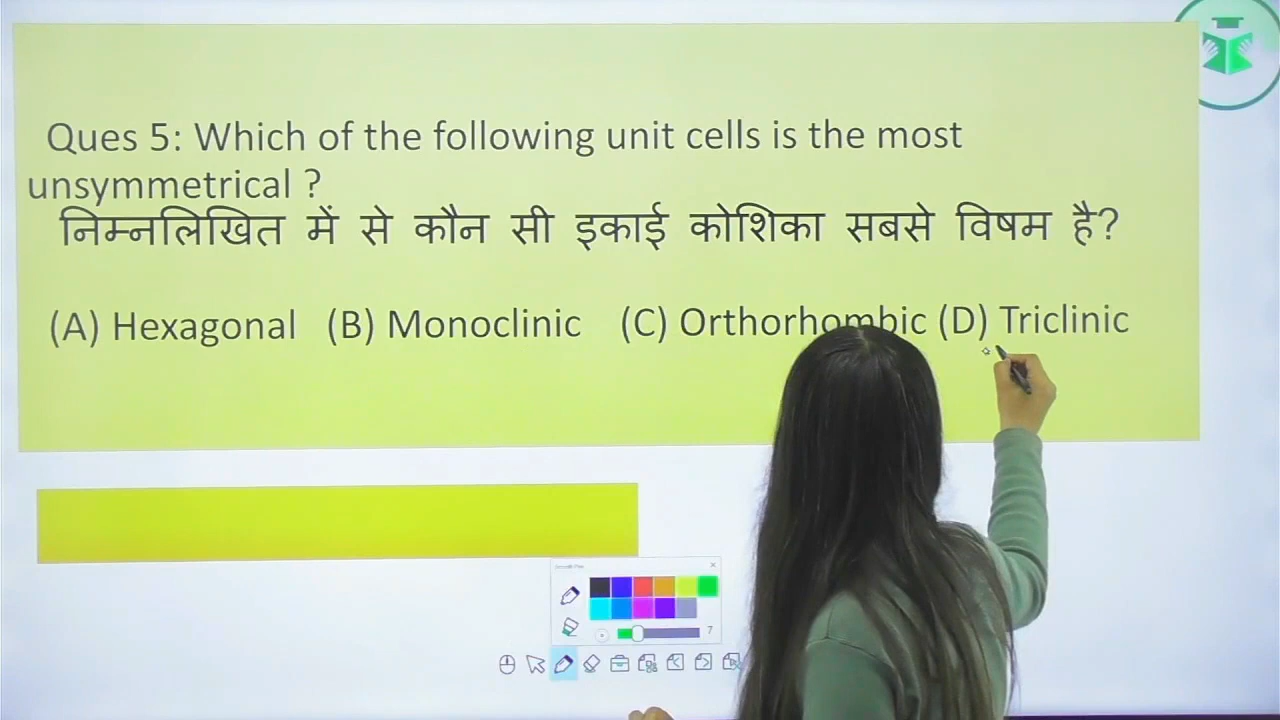 Ques 5: Which of the following unit cells is the most
unsymmetrical ?
निम्नलिखित में से कौन सी इकाई कोशिका सबसे विषम है?
(A) Hexagonal (B) Monoclinic (C) Orthorhombic (D) Triclinic
7